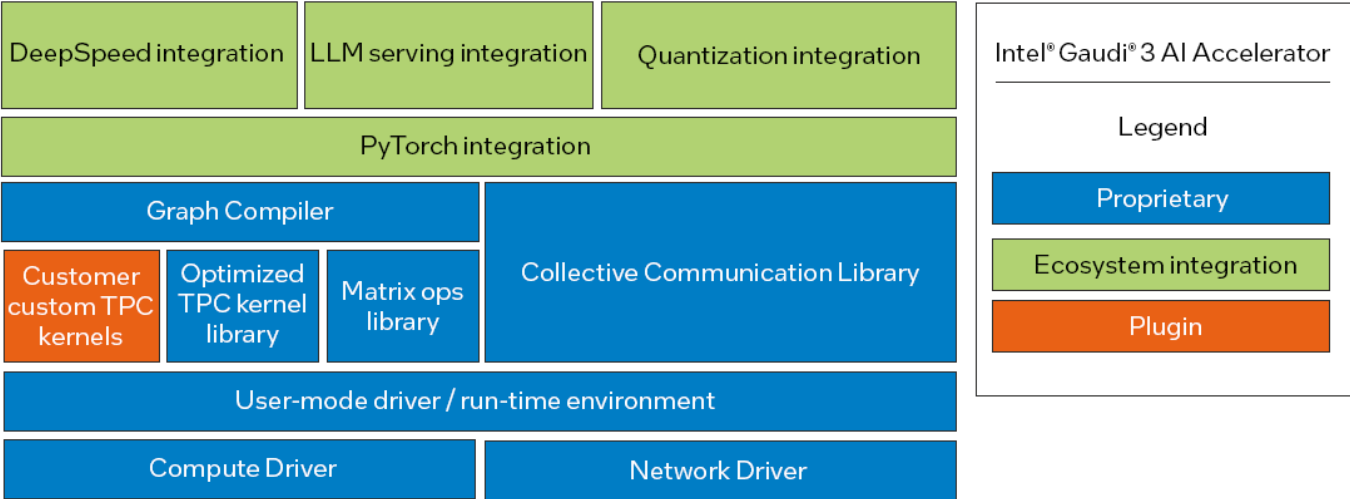 DeepSpeed integration
LLM serving integration
Quantization integration
PyTorch integration
Graph Compiler
Customer
custom TPC
kernels
Optimized
TPC kernel
library
Matrix ops
library
Collective Communication Library
User-mode driver / run-time environment
Compute Driver
Network Driver
Intel® Gaudi® 3 AI Accelerator
Legend
Proprietary
Ecosystem integration
Plugin